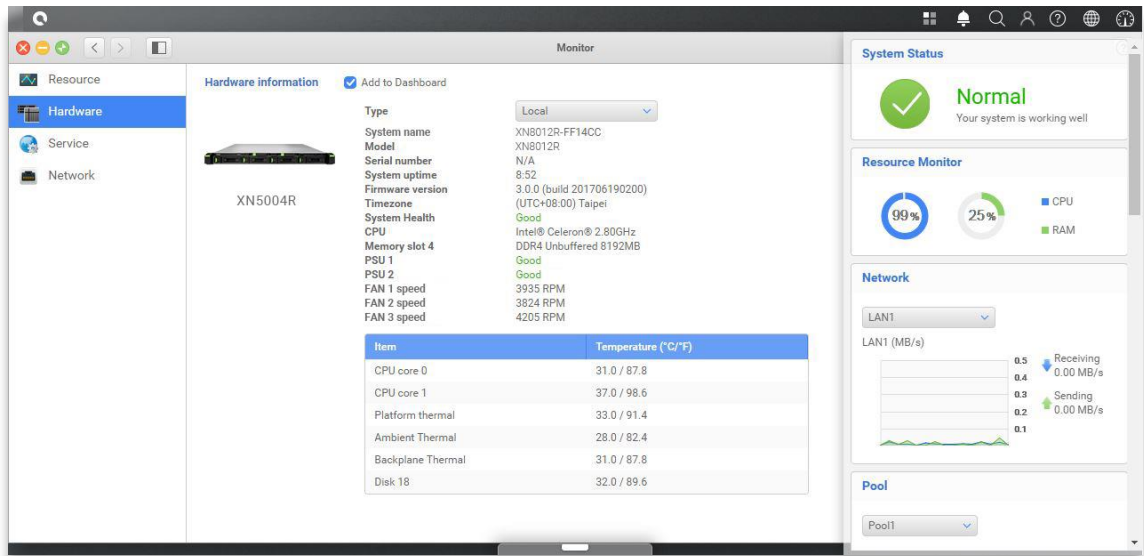 Monitor
Resource
Hardware
Service
Network
Hardware information
Add to Dashboard
XN5004R
Type Local
System name XN8012R-FF14CC
Model XN8012R
Serial number N/A
System uptime 8:52
Firmware version 3.0.0 (build 201706190200)
Timezone (UTC+08:00) Taipei
System Health Good
CPU Intel® Celeron® 2.80GHz
Memory slot 4 DDR4 Unbuffered 8192MB
PSU 1 Good
PSU 2 Good
FAN 1 speed 3935 RPM
FAN 2 speed 3824 RPM
FAN 3 speed 4205 RPM
Item Temperature (°C/°F)
CPU core 0 31.0 / 87.8
CPU core 1 37.0 / 98.6
Platform thermal 33.0 / 91.4
Ambient Thermal 28.0 / 82.4
Backplane Thermal 31.0 / 87.8
Disk 18 32.0 / 89.6
System Status
Normal
Your system is working well
Resource Monitor
99%
25%
CPU
RAM
Network
LAN1
LAN1 (MB/s)
0.5
0.4
0.3
0.2
0.1
Receiving
0.00 MB/s
Sending
0.00 MB/s
Pool
Pool1